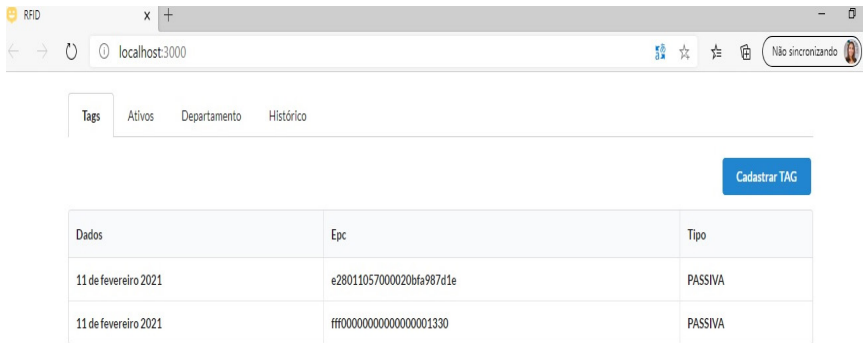 RFID
localhost:3000
Não sincronizando
Tags Ativos Departamento Histórico
Cadastrar TAG
Dados Epc Tipo
11 de fevereiro 2021 e28011057000020bfa987d1e PASSIVA
11 de fevereiro 2021 fff00000000000000001330 PASSIVA